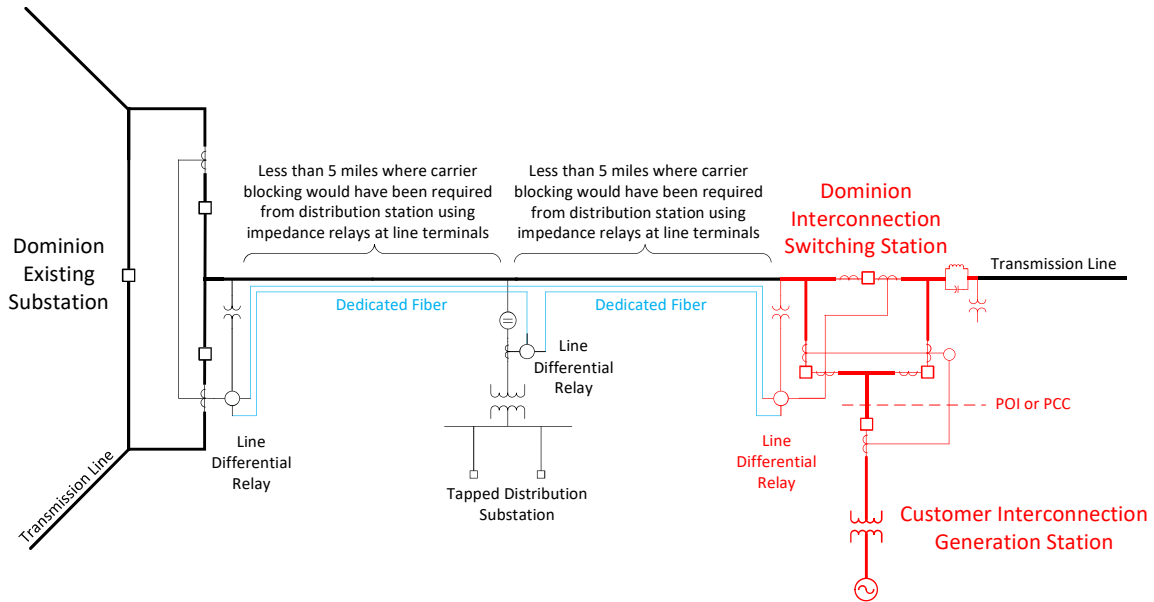 Less than 5 miles where carrier
blocking would have been required
from distribution station using
impedance relays at line terminals
Less than 5 miles where carrier
blocking would have been required
from distribution station using
impedance relays at line terminals
Dominion
Interconnection
Switching Station
Dominion
Existing
Substation
Transmission Line
Dedicated Fiber
Dedicated Fiber
Line
Differential
Relay
POI or PCC
Line
Differential
Relay
Line
Differential
Relay
Tapped Distribution
Substation
Transmission Line
Customer Interconnection
Generation Station